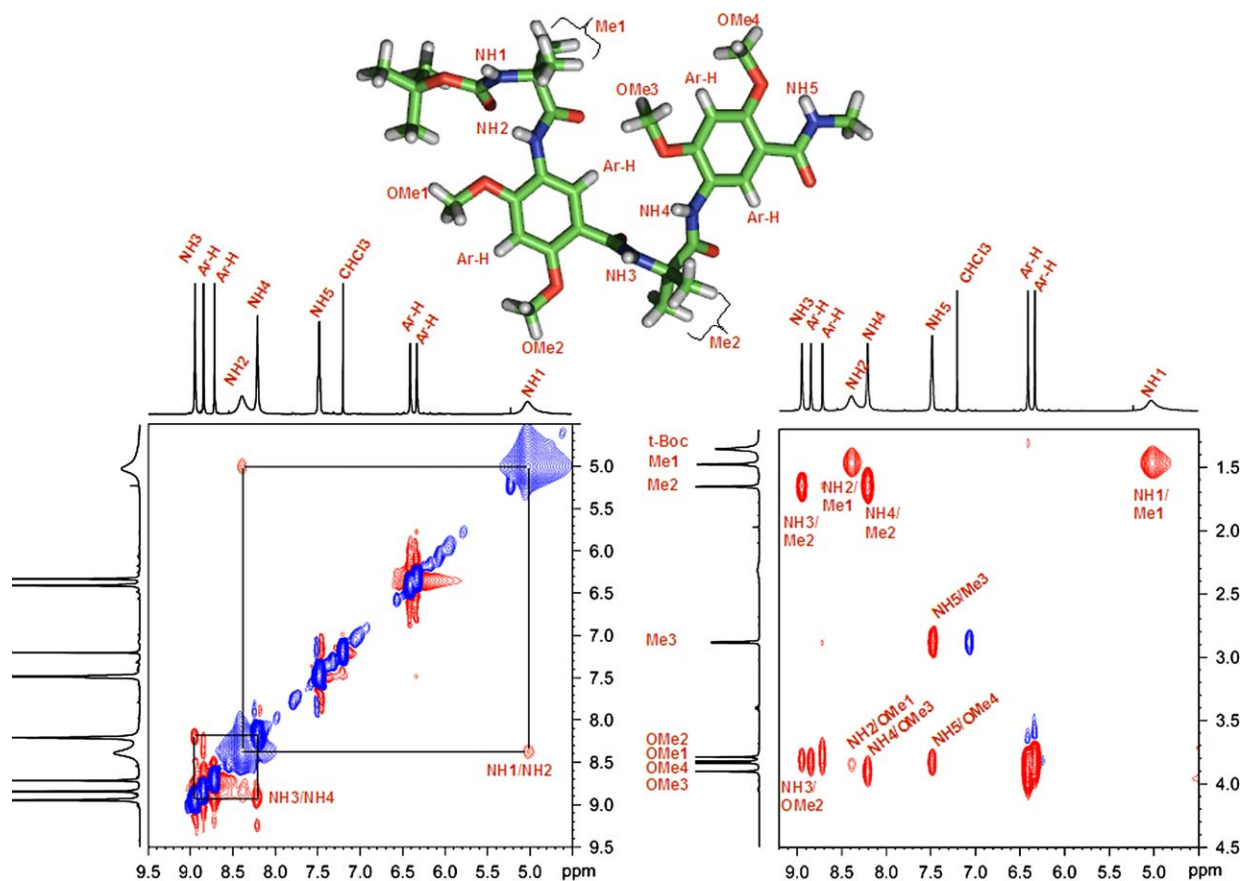 Me1
OMe4
NH1
Ar-H
NH5
OMe3
NH2
Ar-H
OMe1
NH4
Ar-H
Ar-H
NH3
OMe2
Me2
NH3
Ar-H
Ar-H
NH2
NH4
NH5
CHCl3
Ar-H
Ar-H
NH1
NH3
Ar-H
Ar-H
NH2
NH4
NH5
CHCl3
Ar-H
Ar-H
NH1
5.0
5.5
6.0
6.5
7.0
7.5
8.0
8.5
9.0
9.5
NH1/NH2
NH3/NH4
9.5 9.0 8.5 8.0 7.5 7.0 6.5 6.0 5.5 ppm
t-Boc
Me1
Me2
Me3
OMe2
OMe1
OMe4
OMe3
NH3/
Me2
NH2/
Me1
NH4/
Me2
NH1/
Me1
NH5/Me3
NH2/OMe1
NH4/OMe3
NH5/OMe4
NH3/
OMe2
1.5
2.0
2.5
3.0
3.5
4.0
4.5
9.0 8.5 8.0 7.5 7.0 6.5 6.0 5.5 5.0 ppm